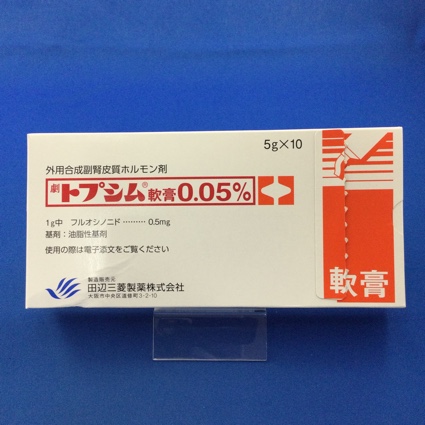 5g×10
外用合成副腎皮質ホルモン剤
劇 トプシム® 軟膏 0.05%
1g中 フルオシノニド ……… 0.5mg
基剤：油脂性基剤
使用の際は電子添文をご覧ください
製造販売元
田辺三菱製薬株式会社
大阪市中央区道修町3-2-10
軟膏